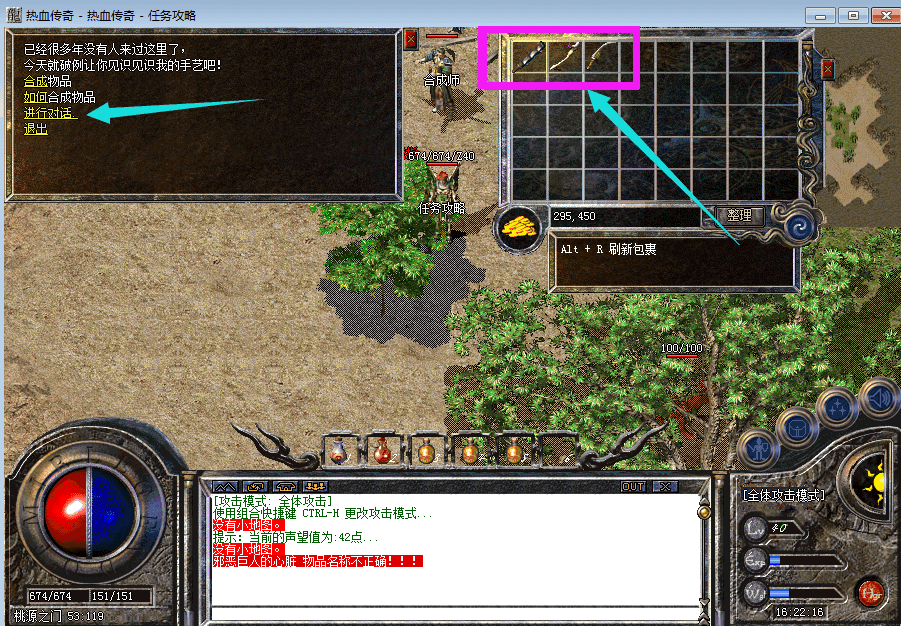 热血传奇 - 热血传奇 - 任务攻略
已经很多年没有人来过这里了，
今天就破例让你见识见识我的手艺吧！
合成物品
如何合成物品
进行对话
退出
合成师
674/674/Z40
任务攻略
295,450
整理
Alt + R 刷新包裹
100/100
OUT
[攻击模式: 全体攻击]
使用组合快捷键 CTRL-H 更改攻击模式...
没有小地图。
提示: 当前的声望值为:42点...
没有小地图。
邪恶巨人的心脏 物品名称不正确！！！
[全体攻击模式]
Lv 40
Exp
Wt
Hgr
16:22:16
674/674 151/151
桃源之门 53:119